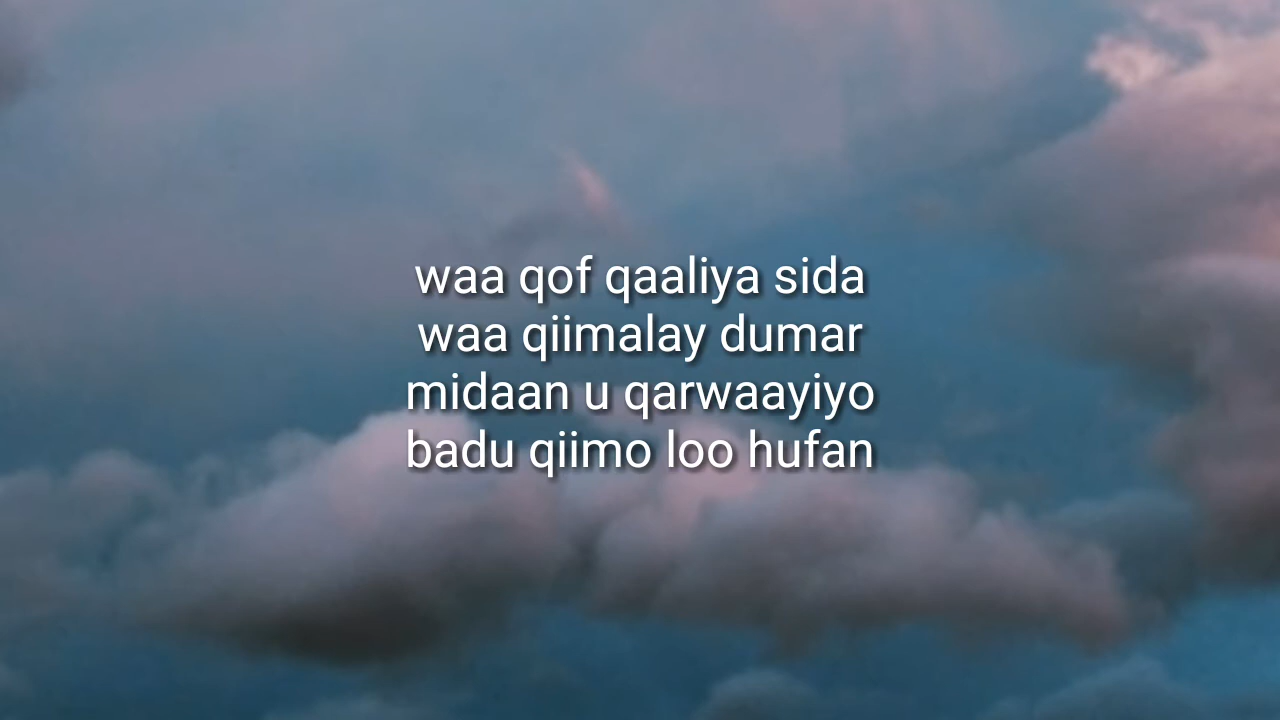 waa qof qaaliya sida
waa qiimalay dumar
midaan u qarwaayiyo
badu qiimo loo hufan